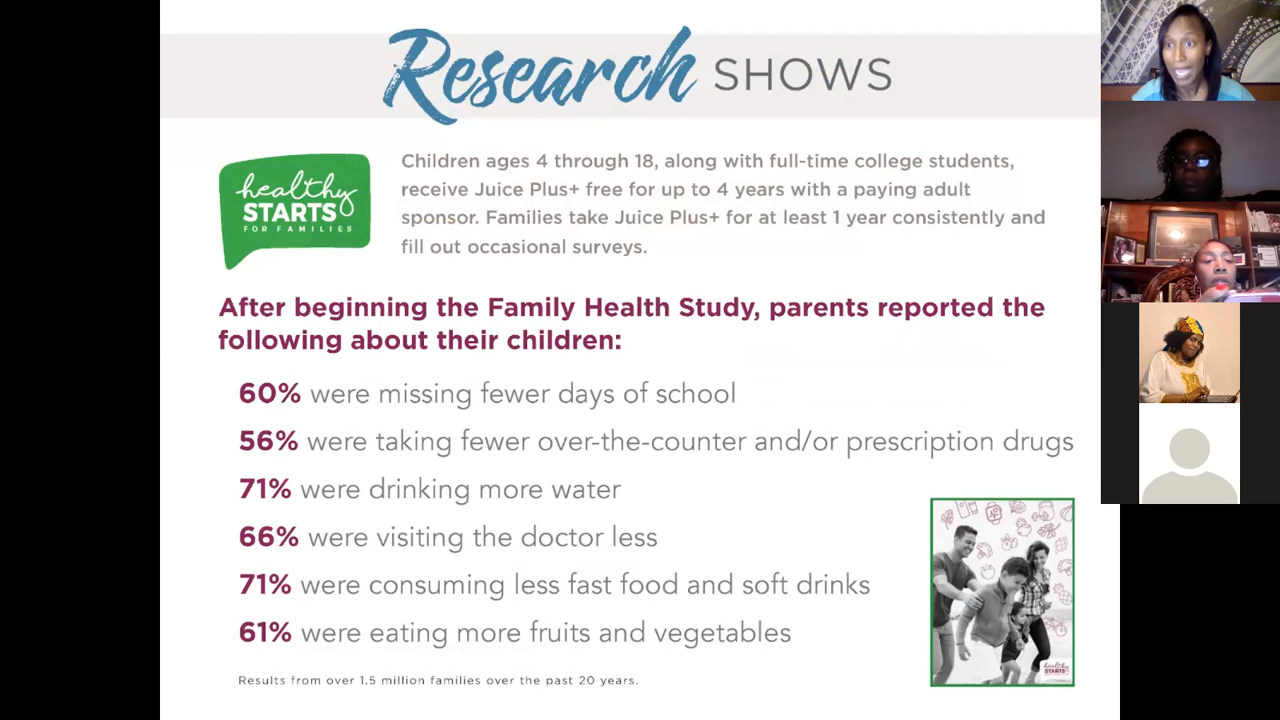 Research SHOWS
healthy
STARTS
FOR FAMILIES
Children ages 4 through 18, along with full-time college students,
receive Juice Plus+ free for up to 4 years with a paying adult
sponsor. Families take Juice Plus+ for at least 1 year consistently and
fill out occasional surveys.
After beginning the Family Health Study, parents reported the
following about their children:
60% were missing fewer days of school
56% were taking fewer over-the-counter and/or prescription drugs
71% were drinking more water
66% were visiting the doctor less
71% were consuming less fast food and soft drinks
61% were eating more fruits and vegetables
healthy
STARTS
Results from over 1.5 million families over the past 20 years.